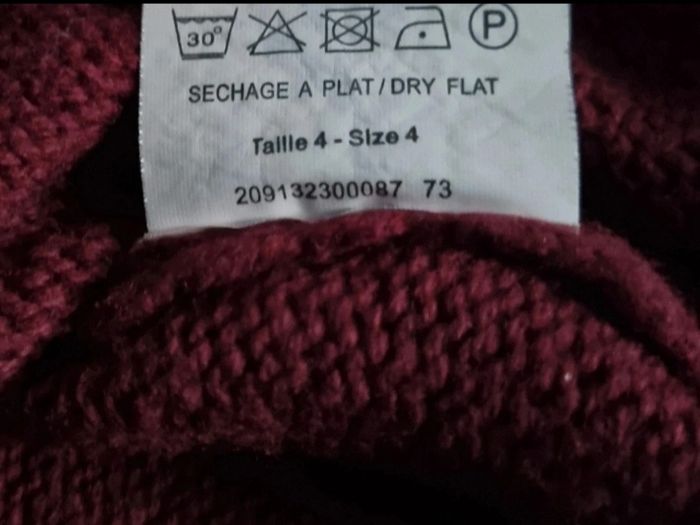 30°
P
SECHAGE A PLAT/DRY FLAT
Taille 4 - Size 4
209132300087 73